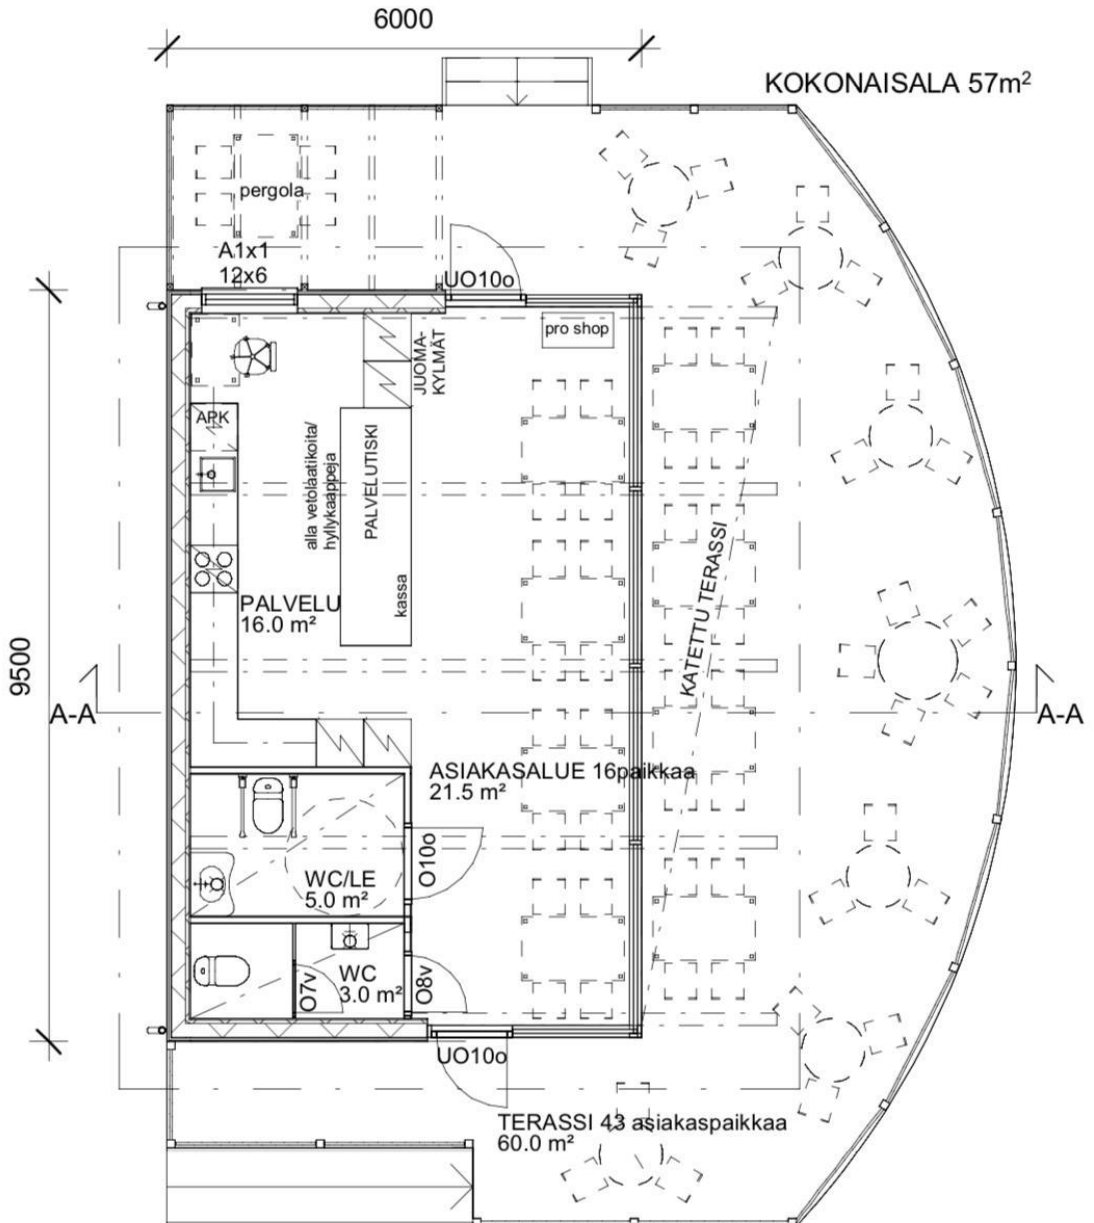 6000
KOKONAISALA 57m²
pergola
A1x1
12x6
UO10o
pro shop
JUOMA-
KYLMÄT
APK
alla vetolaatikoita/
hyllykaappeja
PALVELUTISKI
kassa
KATETTU TERASSI
PALVELU
16.0 m²
9500
A-A
A-A
ASIAKASALUE 16paikkaa
21.5 m²
O10o
WC/LE
5.0 m²
O7v
WC
3.0 m²
O8v
UO10o
TERASSI 43 asiakaspaikkaa
60.0 m²